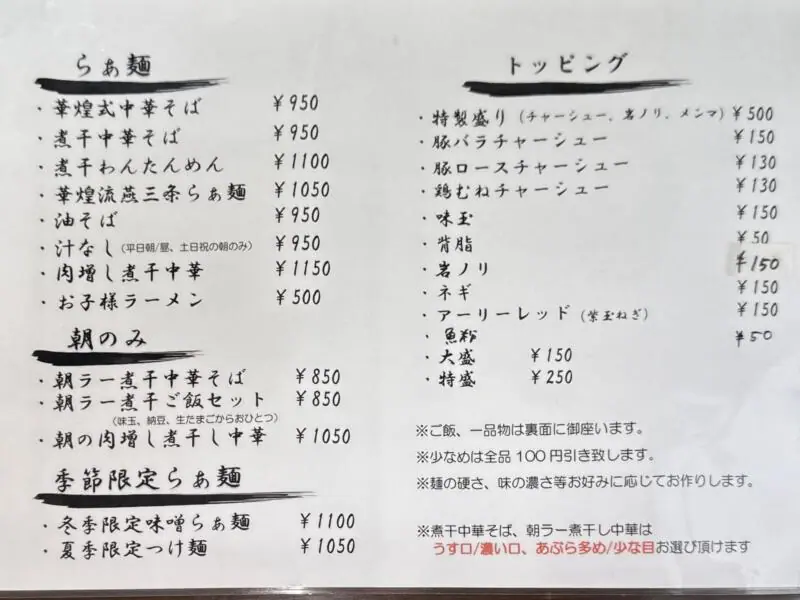 らぁ麺
・華煌式中華そば ￥950
・煮干中華そば ￥950
・煮干わんたんめん ￥1100
・華煌流燕三条らぁ麺 ￥1050
・油そば ￥950
・汁なし（平日朝/昼、土日祝の朝のみ） ￥950
・肉増し煮干中華 ￥1150
・お子様ラーメン ￥500
朝のみ
・朝ラー煮干中華そば ￥850
・朝ラー煮干ご飯セット ￥850
（味玉、納豆、生たまごからおひとつ）
・朝の肉増し煮干し中華 ￥1050
季節限定らぁ麺
・冬季限定味噌らぁ麺 ￥1100
・夏季限定つけ麺 ￥1050
トッピング
・特製盛り（チャーシュー、岩ノリ、メンマ） ￥500
・豚バラチャーシュー ￥150
・豚ロースチャーシュー ￥130
・鶏むねチャーシュー ￥130
・味玉 ￥150
・背脂 ￥50
・岩ノリ ￥150
・ネギ ￥150
・アーリーレッド（紫玉ねぎ） ￥150
・魚粉 ￥50
・大盛 ￥150
・特盛 ￥250
※ご飯、一品物は裏面に御座います。
※少なめは全品100円引き致します。
※麺の硬さ、味の濃さ等お好みに応じてお作りします。
※煮干中華そば、朝ラー煮干し中華は
うす口/濃い口、あぶら多め/少な目お選び頂けます